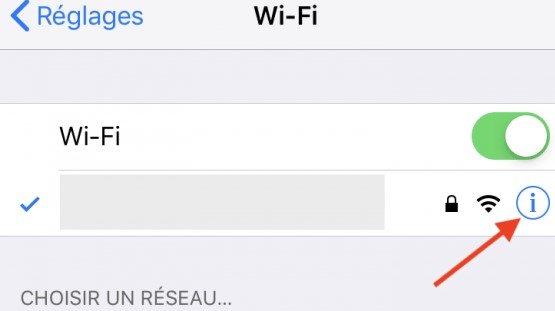 Réglages Wi-Fi
Wi-Fi
CHOISIR UN RÉSEAU...